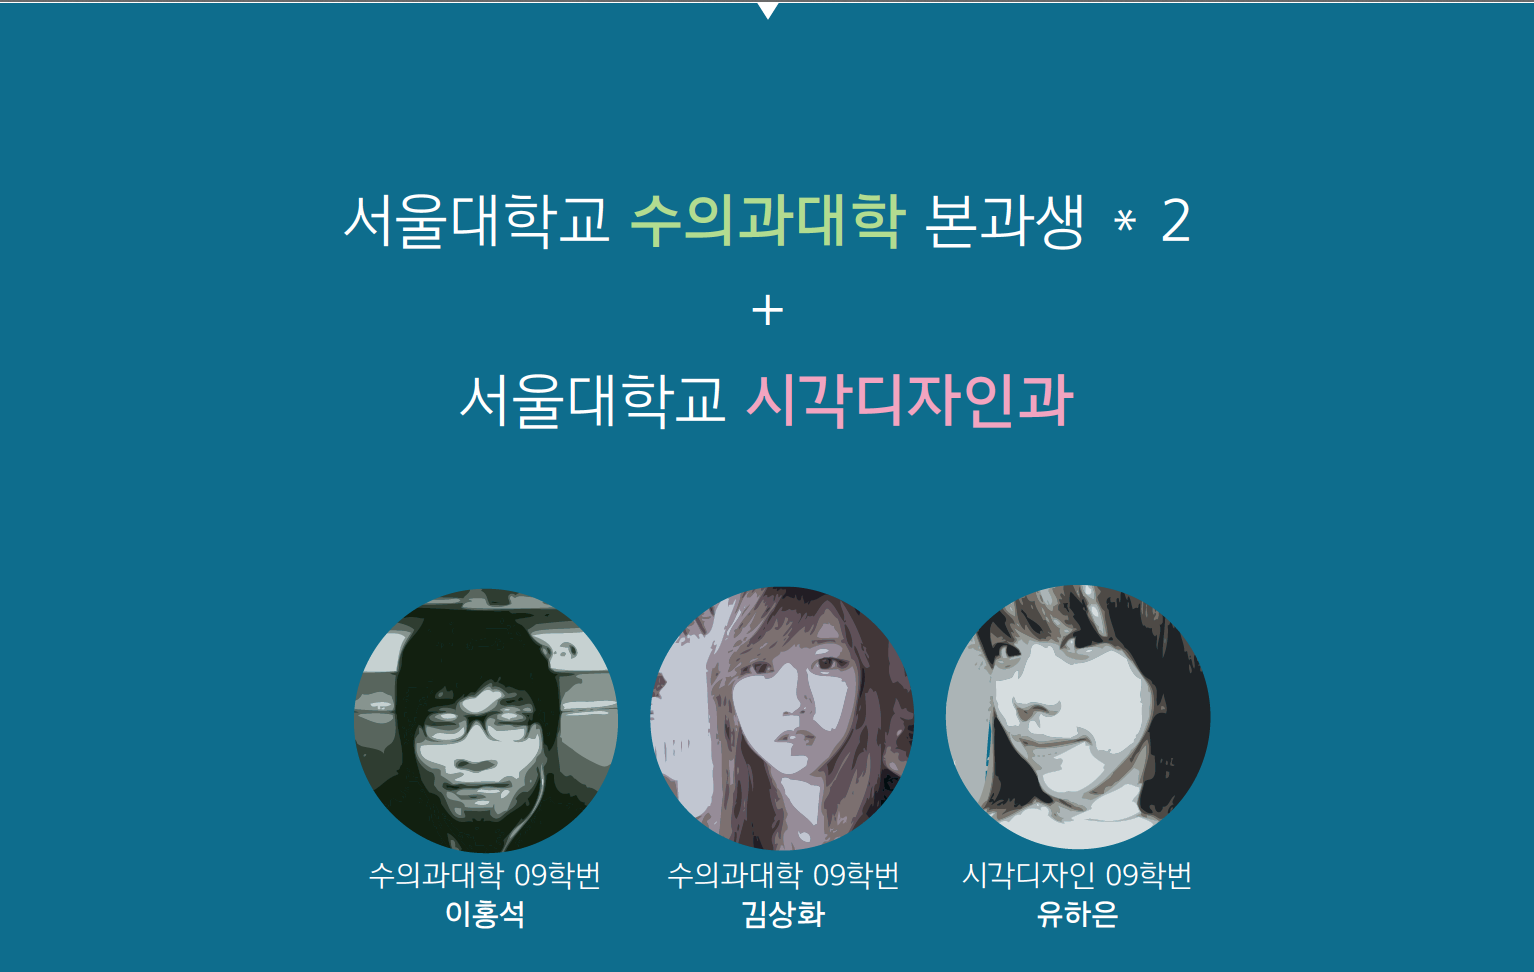 서울대학교 수의과대학 본과생 * 2
+
서울대학교 시각디자인과
수의과대학 09학번
이홍석
수의과대학 09학번
김상화
시각디자인 09학번
유하은